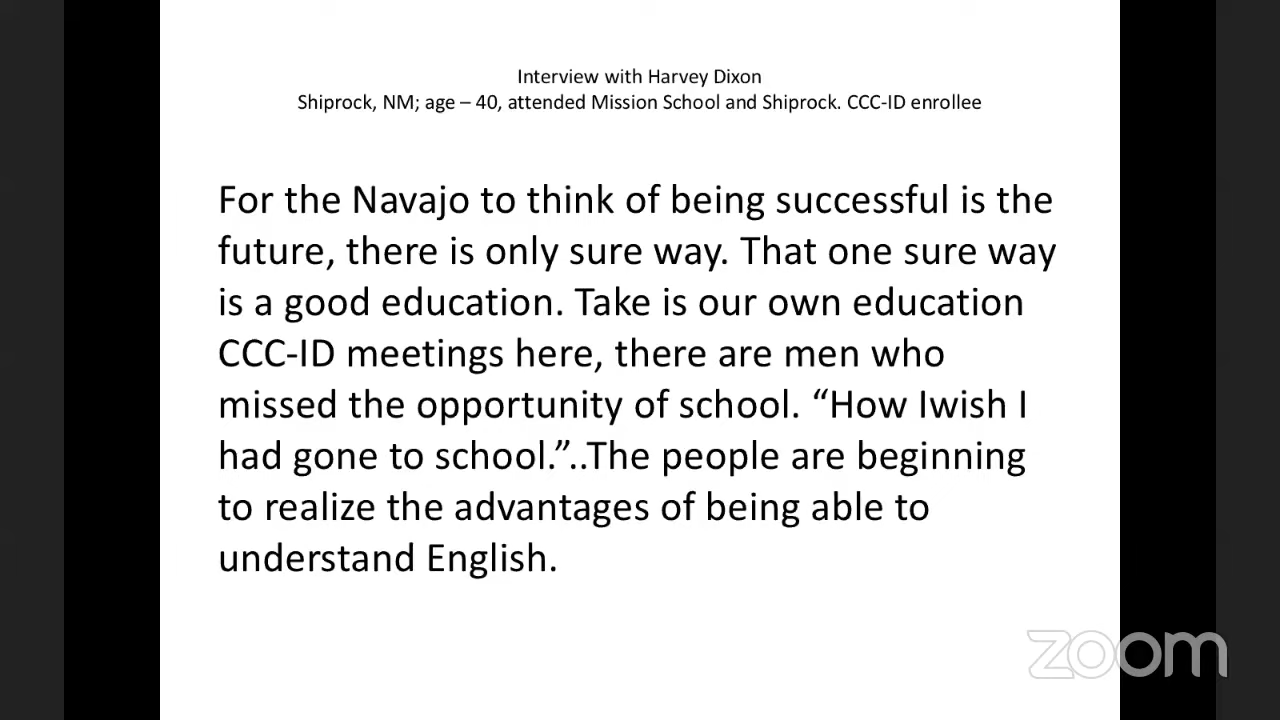 Interview with Harvey Dixon
Shiprock, NM; age – 40, attended Mission School and Shiprock. CCC-ID enrollee
For the Navajo to think of being successful is the
future, there is only sure way. That one sure way
is a good education. Take is our own education
CCC-ID meetings here, there are men who
missed the opportunity of school. “How Iwish I
had gone to school.”..The people are beginning
to realize the advantages of being able to
understand English.
zoom